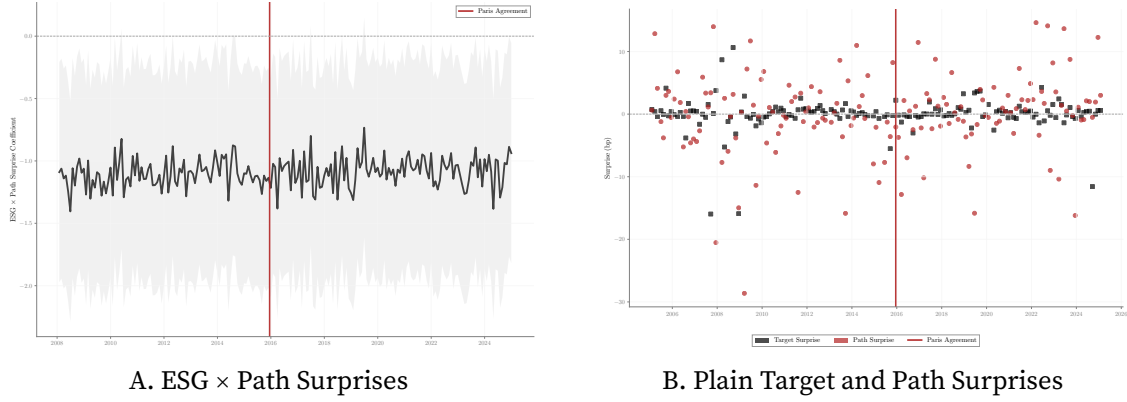 Paris Agreement
0.0
−0.5
−1.0
−1.5
−2.0
ESG × Path Surprise Coefficient
2008 2010 2012 2014 2016 2018 2020 2022 2024
A. ESG × Path Surprises
10
0
−10
−20
−30
Surprise (bp)
2006 2008 2010 2012 2014 2016 2018 2020 2022 2024 2026
Target Surprise Path Surprise Paris Agreement
B. Plain Target and Path Surprises